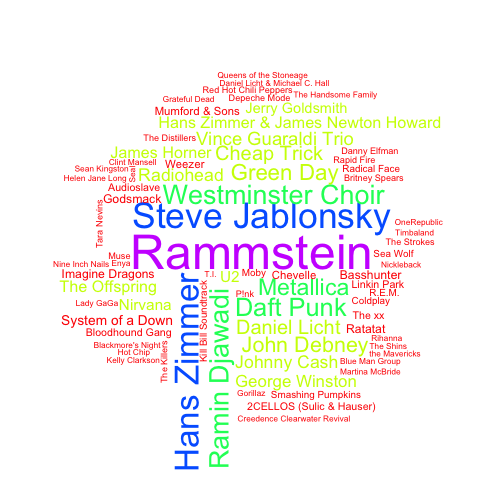 Queens of the Stoneage
Daniel Licht & Michael C. Hall
Red Hot Chili Peppers
The Handsome Family
Grateful Dead
Depeche Mode
Mumford & Sons
Jerry Goldsmith
Hans Zimmer & James Newton Howard
The Distillers
Vince Guaraldi Trio
James Horner
Cheap Trick
Danny Elfman
Clint Mansell
Weezer
Rapid Fire
Sean Kingston
Seal
Radiohead
Green Day
Radical Face
Helen Jane Long
Britney Spears
Audioslave
Westminster Choir
Godsmack
Steve Jablonsky
Tara Nevins
OneRepublic
Timbaland
The Strokes
Rammstein
Muse
Sea Wolf
Nine Inch Nails
Enya
Nickleback
Imagine Dragons
T.I.
U2
Moby
Chevelle
Basshunter
The Offspring
Metallica
Linkin Park
P!nk
R.E.M.
Lady GaGa
Nirvana
Daft Punk
Coldplay
Kill Bill Soundtrack
The xx
System of a Down
Daniel Licht
Ratatat
Bloodhound Gang
John Debney
Rihanna
Blackmore's Night
The Shins
Hot Chip
the Mavericks
Kelly Clarkson
The Killers
Johnny Cash
Blue Man Group
Martina McBride
Hans Zimmer
Ramin Djawadi
George Winston
Gorillaz
Smashing Pumpkins
2CELLOS (Sulic & Hauser)
Creedence Clearwater Revival